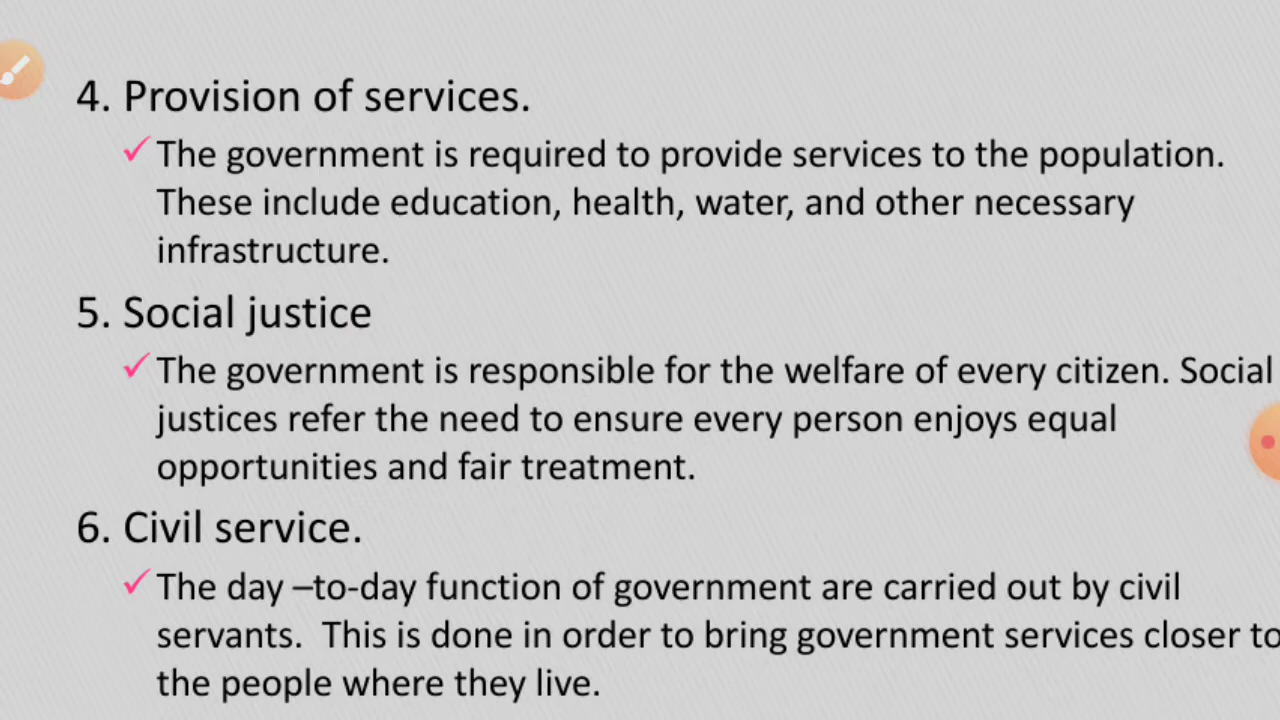 4. Provision of services.
✓ The government is required to provide services to the population.
These include education, health, water, and other necessary
infrastructure.
5. Social justice
✓ The government is responsible for the welfare of every citizen. Social
justices refer the need to ensure every person enjoys equal
opportunities and fair treatment.
6. Civil service.
✓ The day –to-day function of government are carried out by civil
servants.  This is done in order to bring government services closer to
the people where they live.